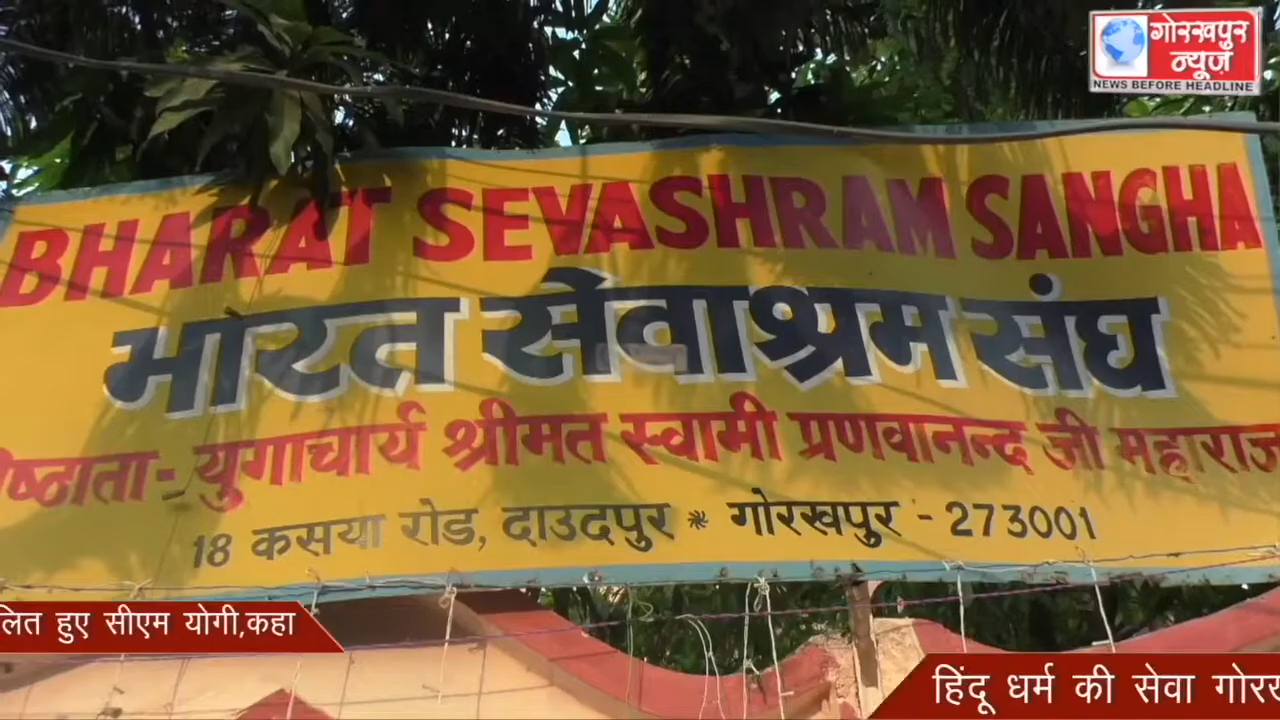 गोरखपुर
न्यूज़
NEWS BEFORE HEADLINE
BHARAT SEVASHRAM SANGHA
भारत सेवाश्रम संघ
युगाचार्य श्रीमत स्वामी प्रणवानन्द जी महाराज
18 कसया रोड, दाउदपुर * गोरखपुर - 273001
हुए सीएम योगी,कहा
हिंदू धर्म की सेवा